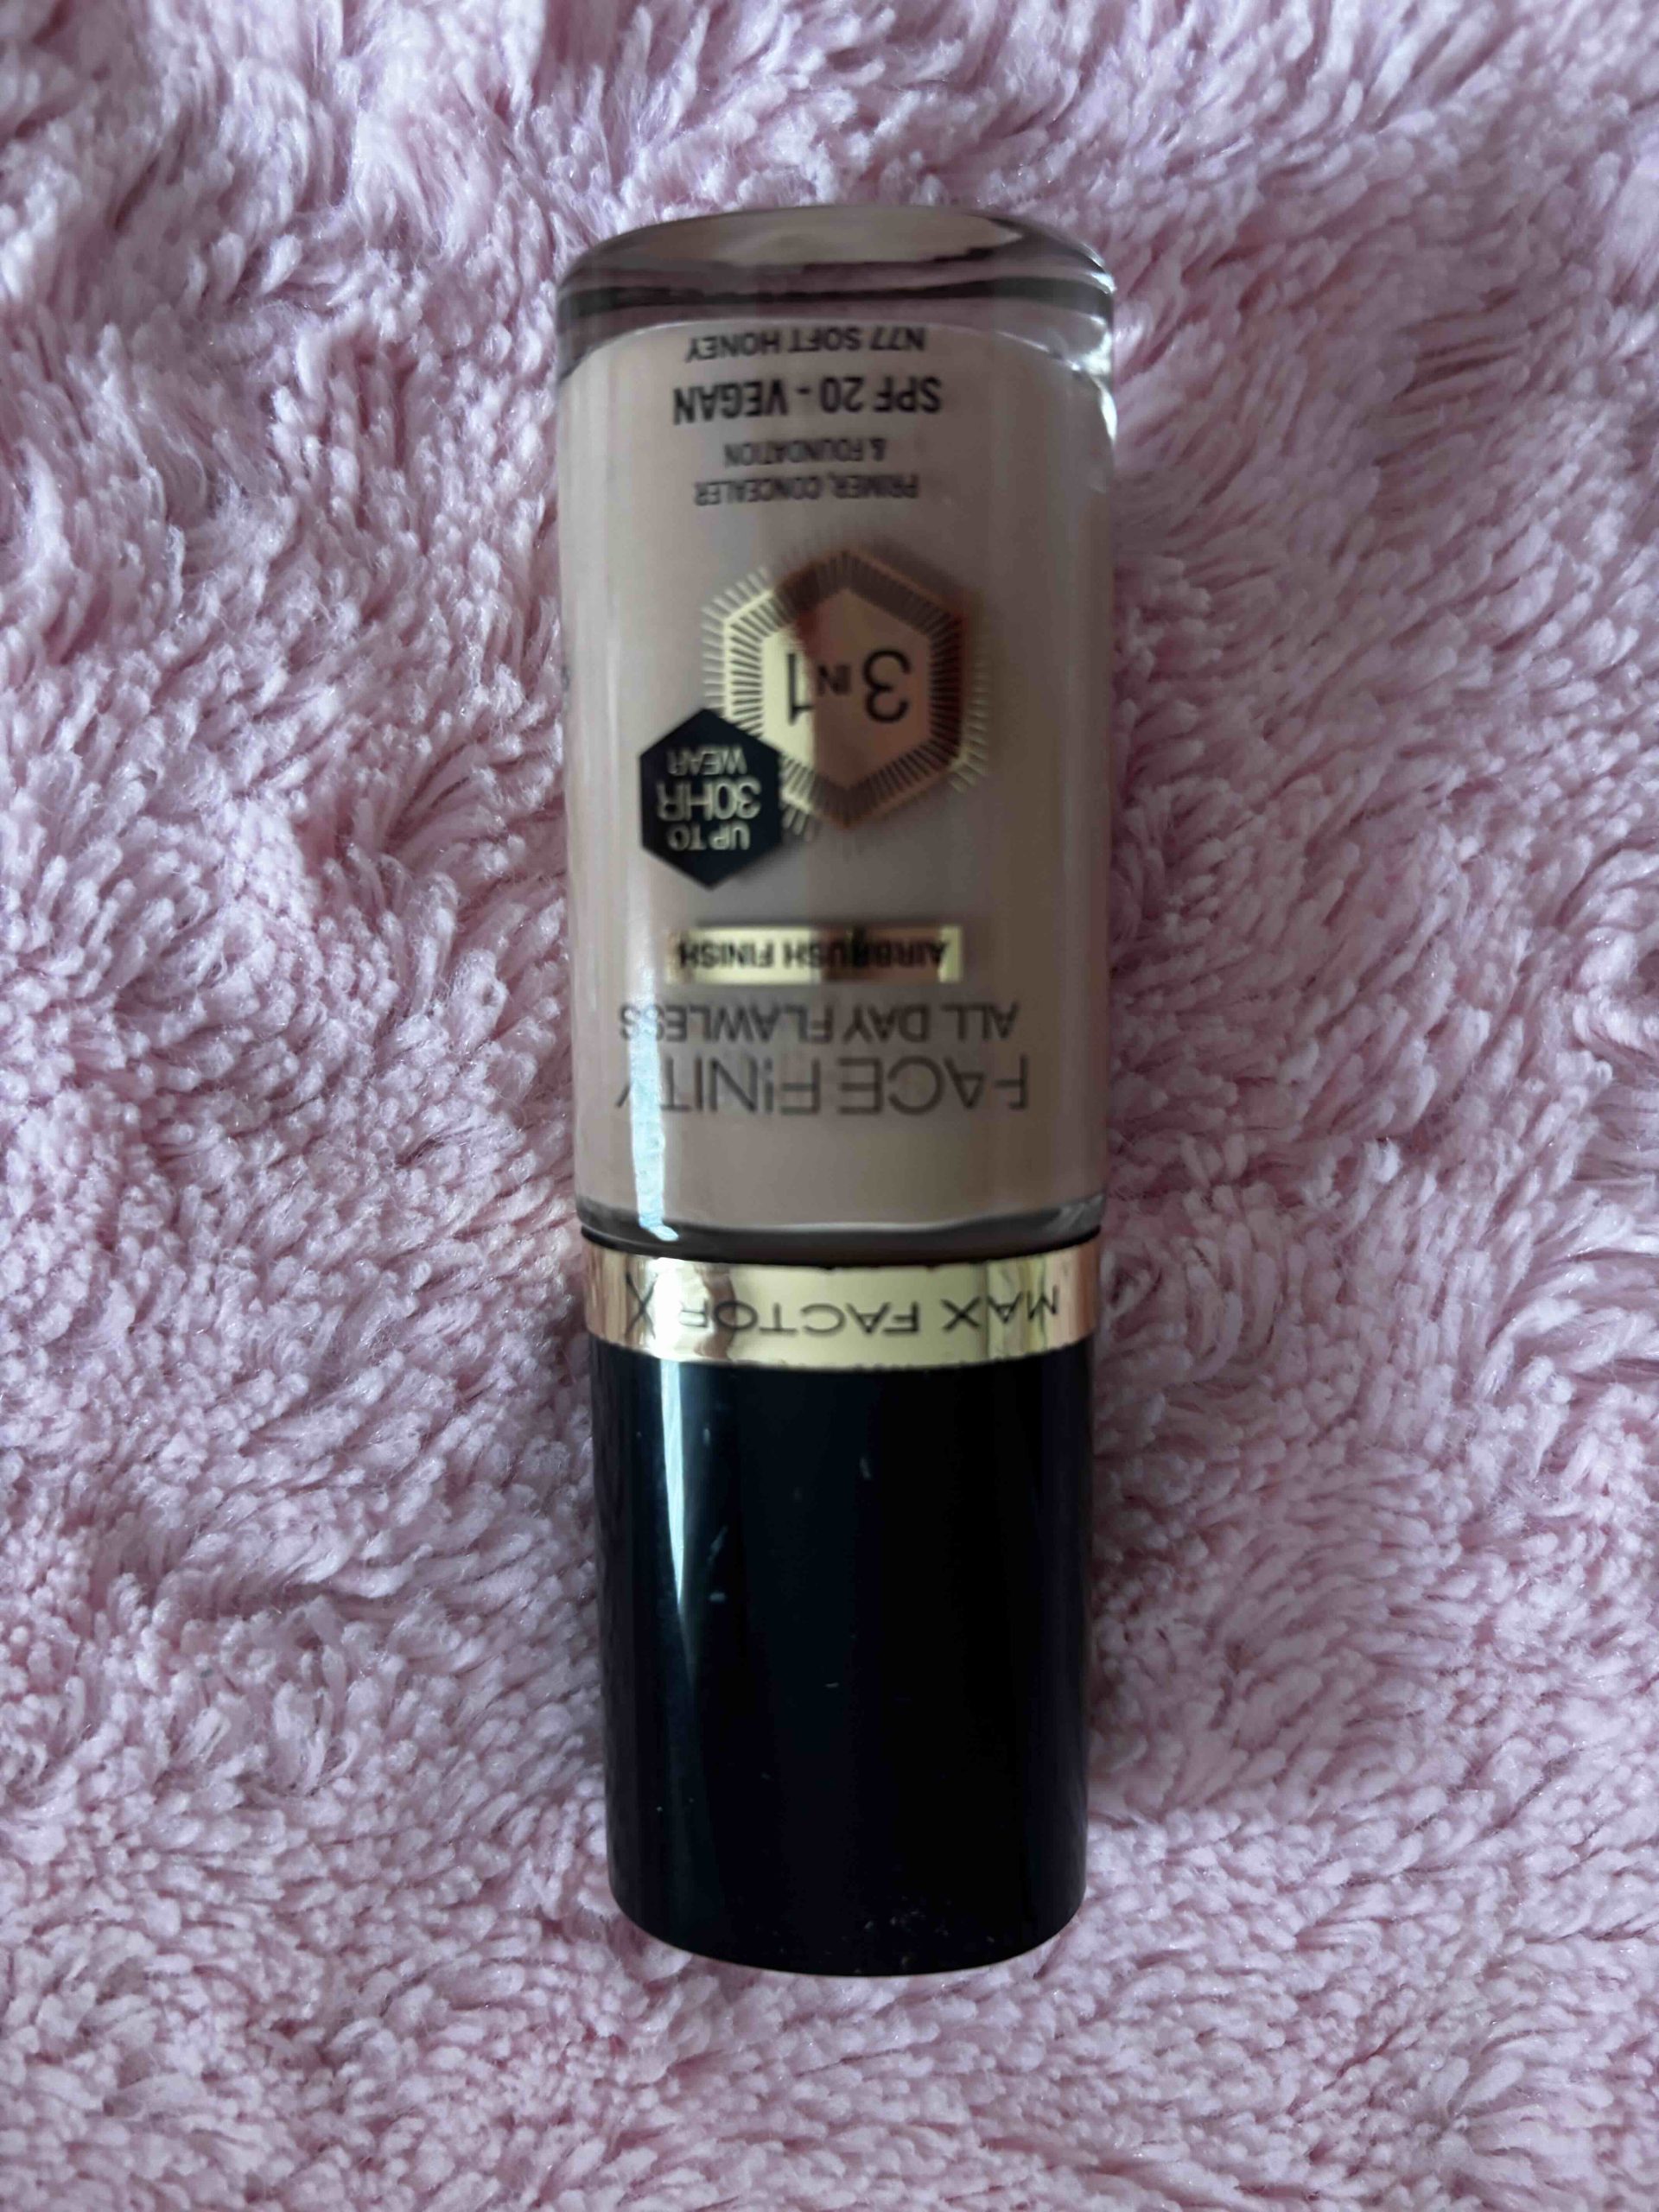 MAX FACTOR X
FACEFINITY
ALL DAY FLAWLESS
AIRBRUSH FINISH
UP TO
30HR
WEAR
3 IN 1
PRIMER, CONCEALER
& FOUNDATION
SPF 20 - VEGAN
N77 SOFT HONEY